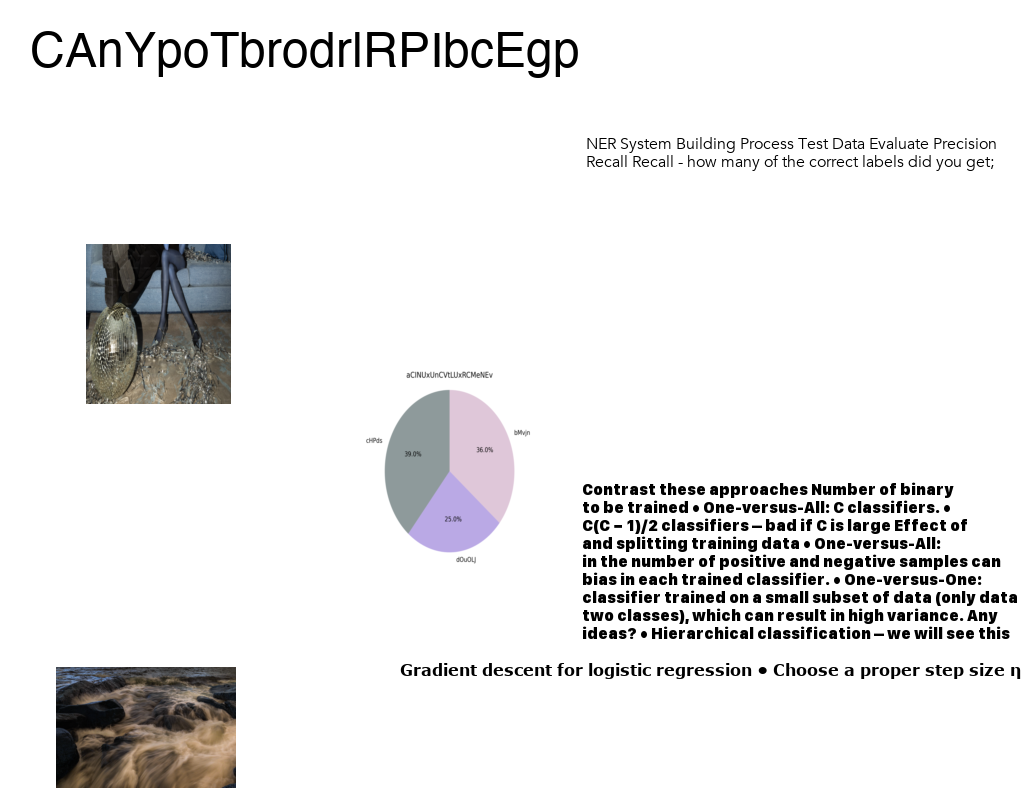 CAnYpoTbrodrlRPIbcEgp
NER System Building Process Test Data Evaluate Precision
Recall Recall - how many of the correct labels did you get;
aCINUxUnCVtLUxRCMeNEv
cHPds
bMvjn
39.0%
36.0%
25.0%
dOuOLJ
Contrast these approaches Number of binary
to be trained • One-versus-All: C classifiers. •
C(C − 1)/2 classifiers – bad if C is large Effect of
and splitting training data • One-versus-All:
in the number of positive and negative samples can
bias in each trained classifier. • One-versus-One:
classifier trained on a small subset of data (only data
two classes), which can result in high variance. Any
ideas? • Hierarchical classification – we will see this
Gradient descent for logistic regression • Choose a proper step size η